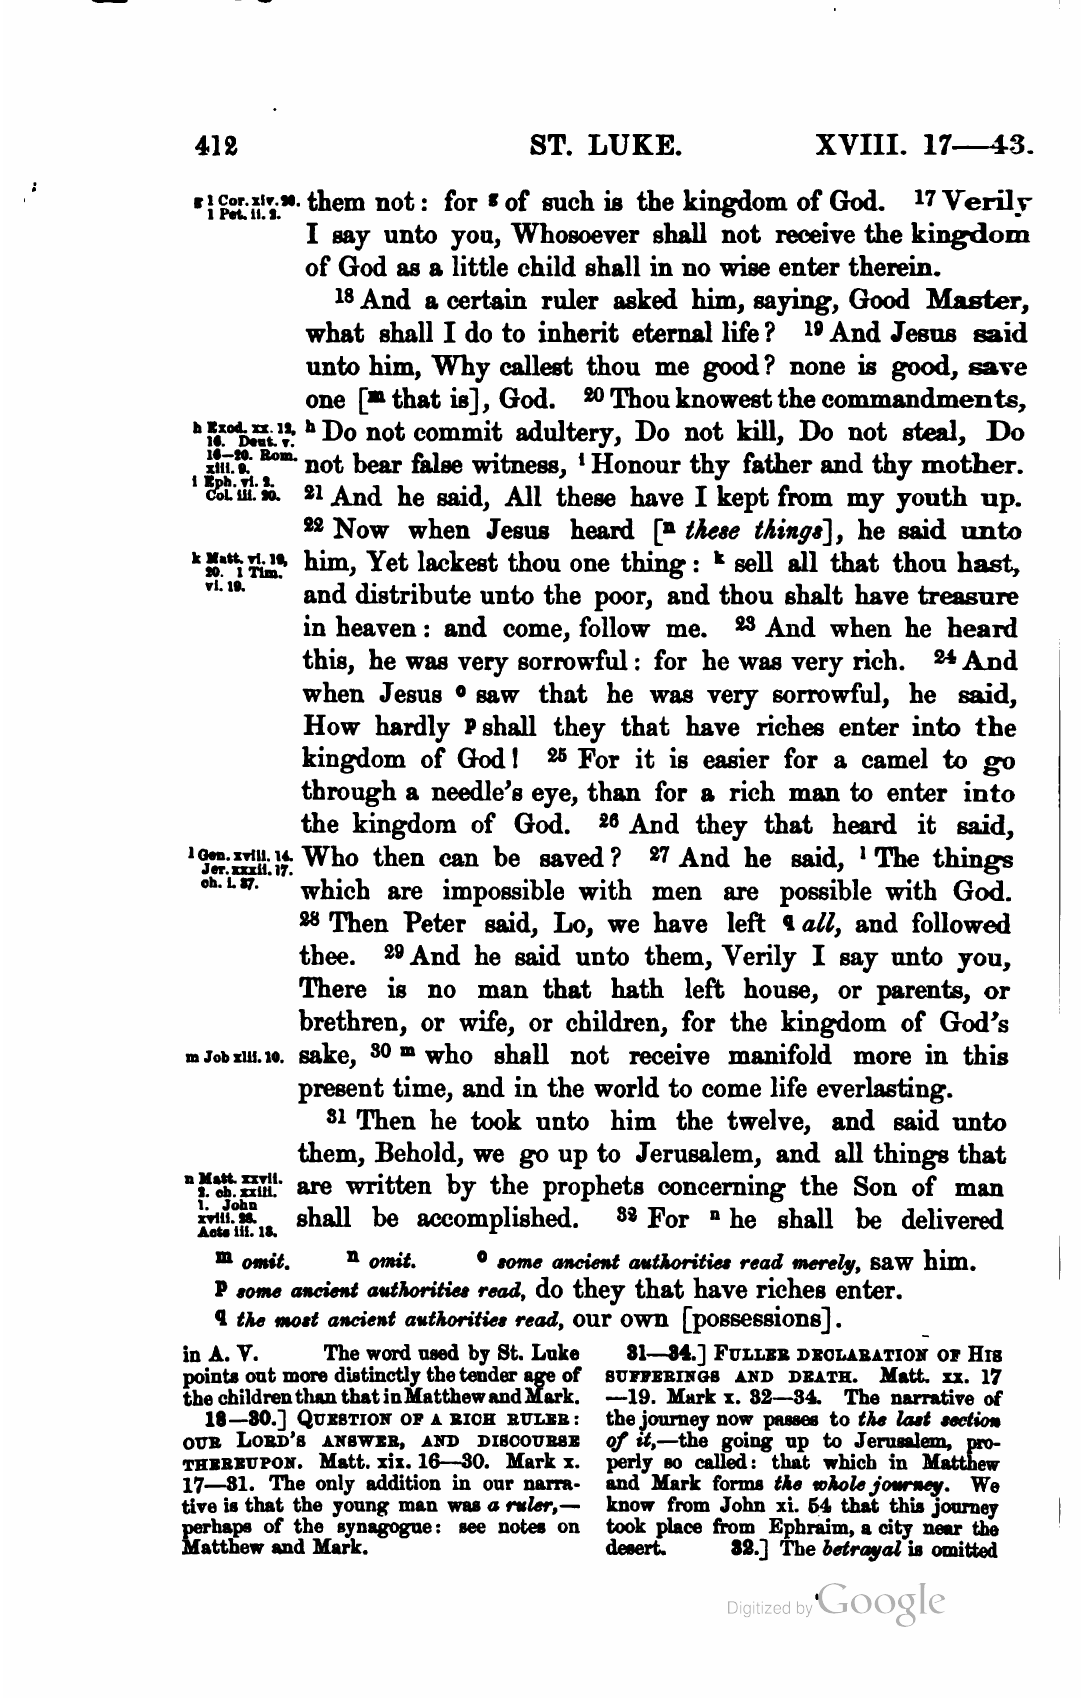 412 ST. LUKE. XVIII. 17—43.
g 1 Cor. xiv. 20.
1 Pet. ii. 2.
them not : for g of such is the kingdom of God. 17 Verily
I say unto you, Whosoever shall not receive the kingdom
of God as a little child shall in no wise enter therein.
18 And a certain ruler asked him, saying, Good Master,
what shall I do to inherit eternal life ? 19 And Jesus said
unto him, Why callest thou me good ? none is good, save
one [m that is], God. 20 Thou knowest the commandments,
h Exod. xx. 12,
16. Deut. v.
16—20. Rom.
xiii. 9.
h Do not commit adultery, Do not kill, Do not steal, Do
not bear false witness, i Honour thy father and thy mother.
i Eph. vi. 2.
Col. iii. 20.
21 And he said, All these have I kept from my youth up.
22 Now when Jesus heard [n these things], he said unto
k Matt. vi. 19,
20. 1 Tim.
vi. 19.
him, Yet lackest thou one thing : k sell all that thou hast,
and distribute unto the poor, and thou shalt have treasure
in heaven : and come, follow me. 23 And when he heard
this, he was very sorrowful : for he was very rich. 24 And
when Jesus o saw that he was very sorrowful, he said,
How hardly p shall they that have riches enter into the
kingdom of God ! 25 For it is easier for a camel to go
through a needle's eye, than for a rich man to enter into
the kingdom of God. 26 And they that heard it said,
l Gen. xviii. 14.
Jer. xxxii. 17.
ch. i. 37.
Who then can be saved ? 27 And he said, l The things
which are impossible with men are possible with God.
28 Then Peter said, Lo, we have left q all, and followed
thee. 29 And he said unto them, Verily I say unto you,
There is no man that hath left house, or parents, or
brethren, or wife, or children, for the kingdom of God's
m Job xlii. 10.
sake, 30 m who shall not receive manifold more in this
present time, and in the world to come life everlasting.
31 Then he took unto him the twelve, and said unto
them, Behold, we go up to Jerusalem, and all things that
n Matt. xxvii.
2. ch. xxiii.
1. John
xviii. 28.
Acts iii. 13.
are written by the prophets concerning the Son of man
shall be accomplished. 32 For n he shall be delivered
m omit. n omit. o some ancient authorities read merely, saw him.
p some ancient authorities read, do they that have riches enter.
q the most ancient authorities read, our own [possessions].
in A. V. The word used by St. Luke
points out more distinctly the tender age of
the children than that in Matthew and Mark.
18—30.] QUESTION OF A RICH RULER :
OUR LORD'S ANSWER, AND DISCOURSE
THEREUPON. Matt. xix. 16—30. Mark x.
17—31. The only addition in our narra-
tive is that the young man was a ruler,—
perhaps of the synagogue : see notes on
Matthew and Mark.
31—34.] FULLER DECLARATION OF HIS
SUFFERINGS AND DEATH. Matt. xx. 17
—19. Mark x. 32—34. The narrative of
the journey now passes to the last section
of it,—the going up to Jerusalem, pro-
perly so called : that which in Matthew
and Mark forms the whole journey. We
know from John xi. 54 that this journey
took place from Ephraim, a city near the
desert. 32.] The betrayal is omitted
Digitized by Google